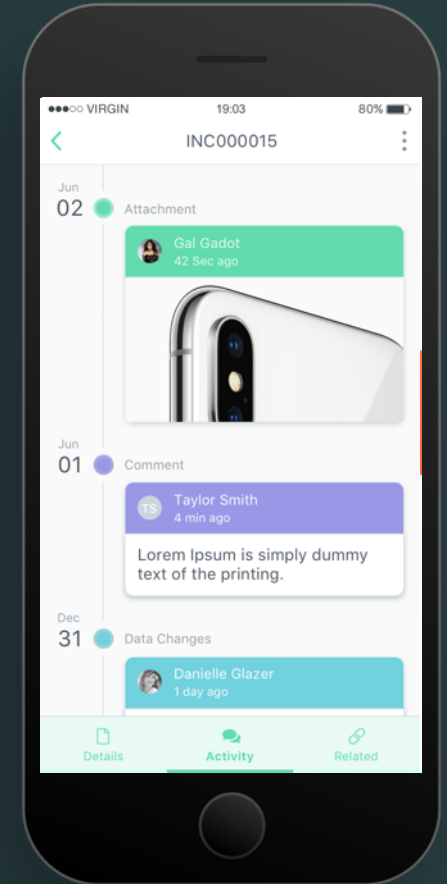 VIRGIN 19:03 80%
INC000015
Jun
02 Attachment
Gal Gadot
42 Sec ago
Jun
01 Comment
TS Taylor Smith
4 min ago
Lorem Ipsum is simply dummy
text of the printing.
Dec
31 Data Changes
Danielle Glazer
1 day ago
Details Activity Related